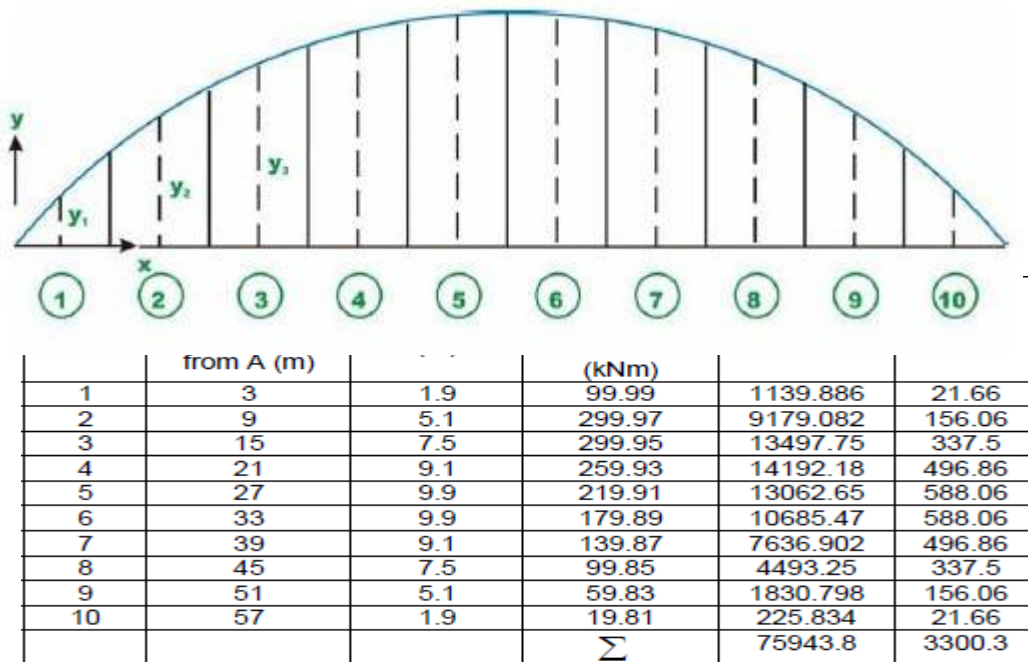 y
y₁
y₂
y₃
x
1 2 3 4 5 6 7 8 9 10
from A (m) (kNm)
1 3 1.9 99.99 1139.886 21.66
2 9 5.1 299.97 9179.082 156.06
3 15 7.5 299.95 13497.75 337.5
4 21 9.1 259.93 14192.18 496.86
5 27 9.9 219.91 13062.65 588.06
6 33 9.9 179.89 10685.47 588.06
7 39 9.1 139.87 7636.902 496.86
8 45 7.5 99.85 4493.25 337.5
9 51 5.1 59.83 1830.798 156.06
10 57 1.9 19.81 225.834 21.66
∑ 75943.8 3300.3